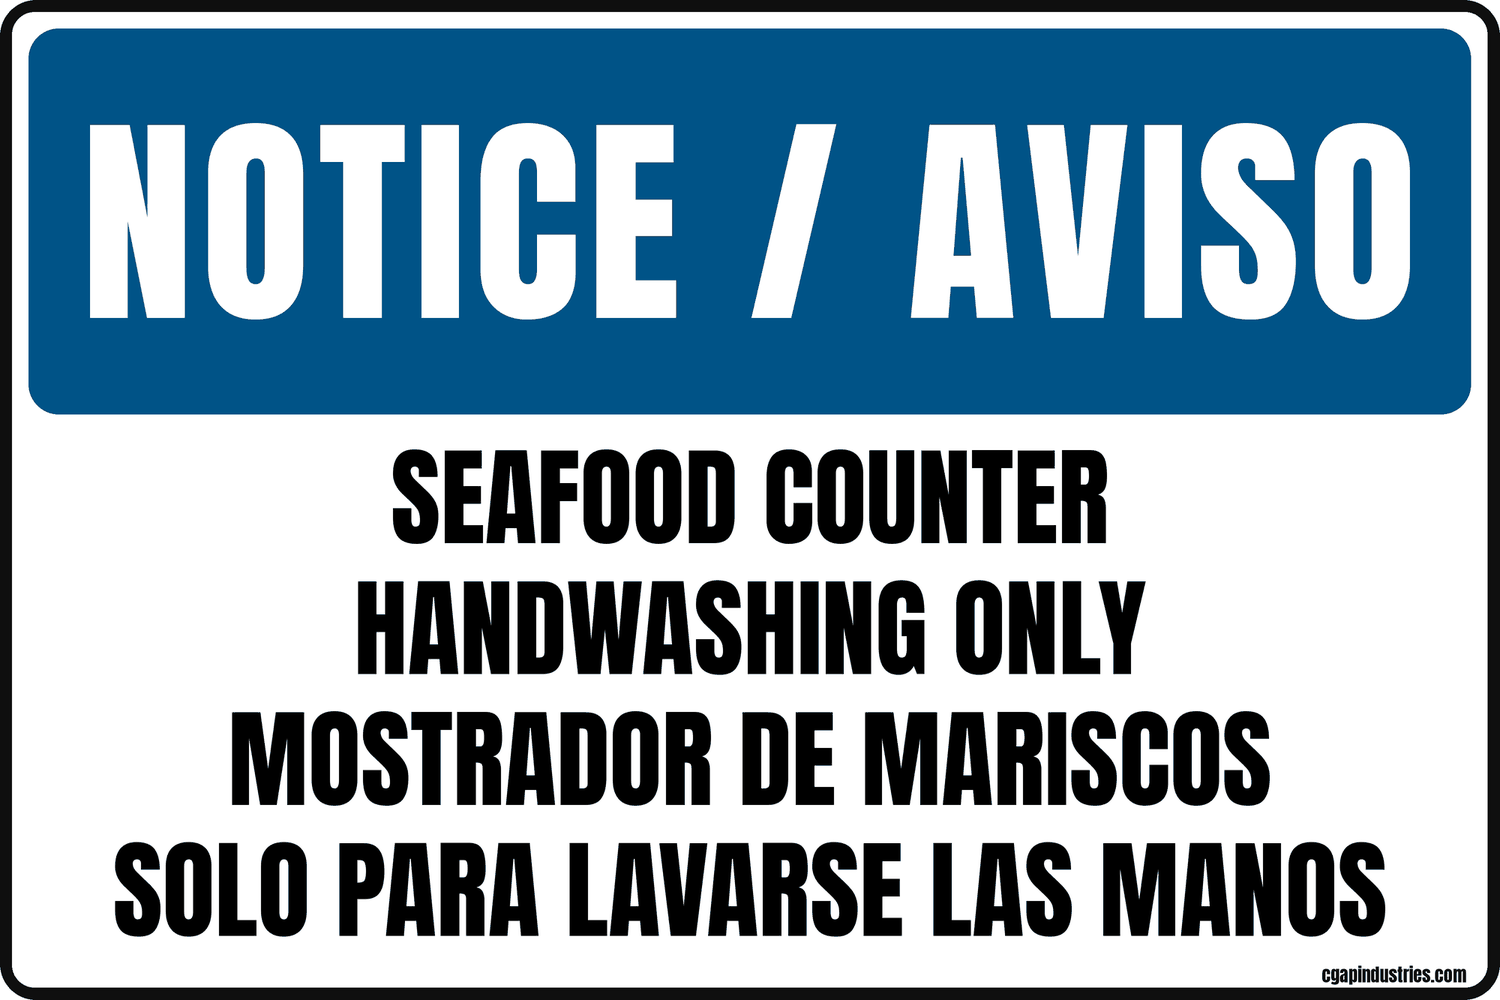 NOTICE / AVISO
SEAFOOD COUNTER
HANDWASHING ONLY
MOSTRADOR DE MARISCOS
SOLO PARA LAVARSE LAS MANOS
cgapindustries.com